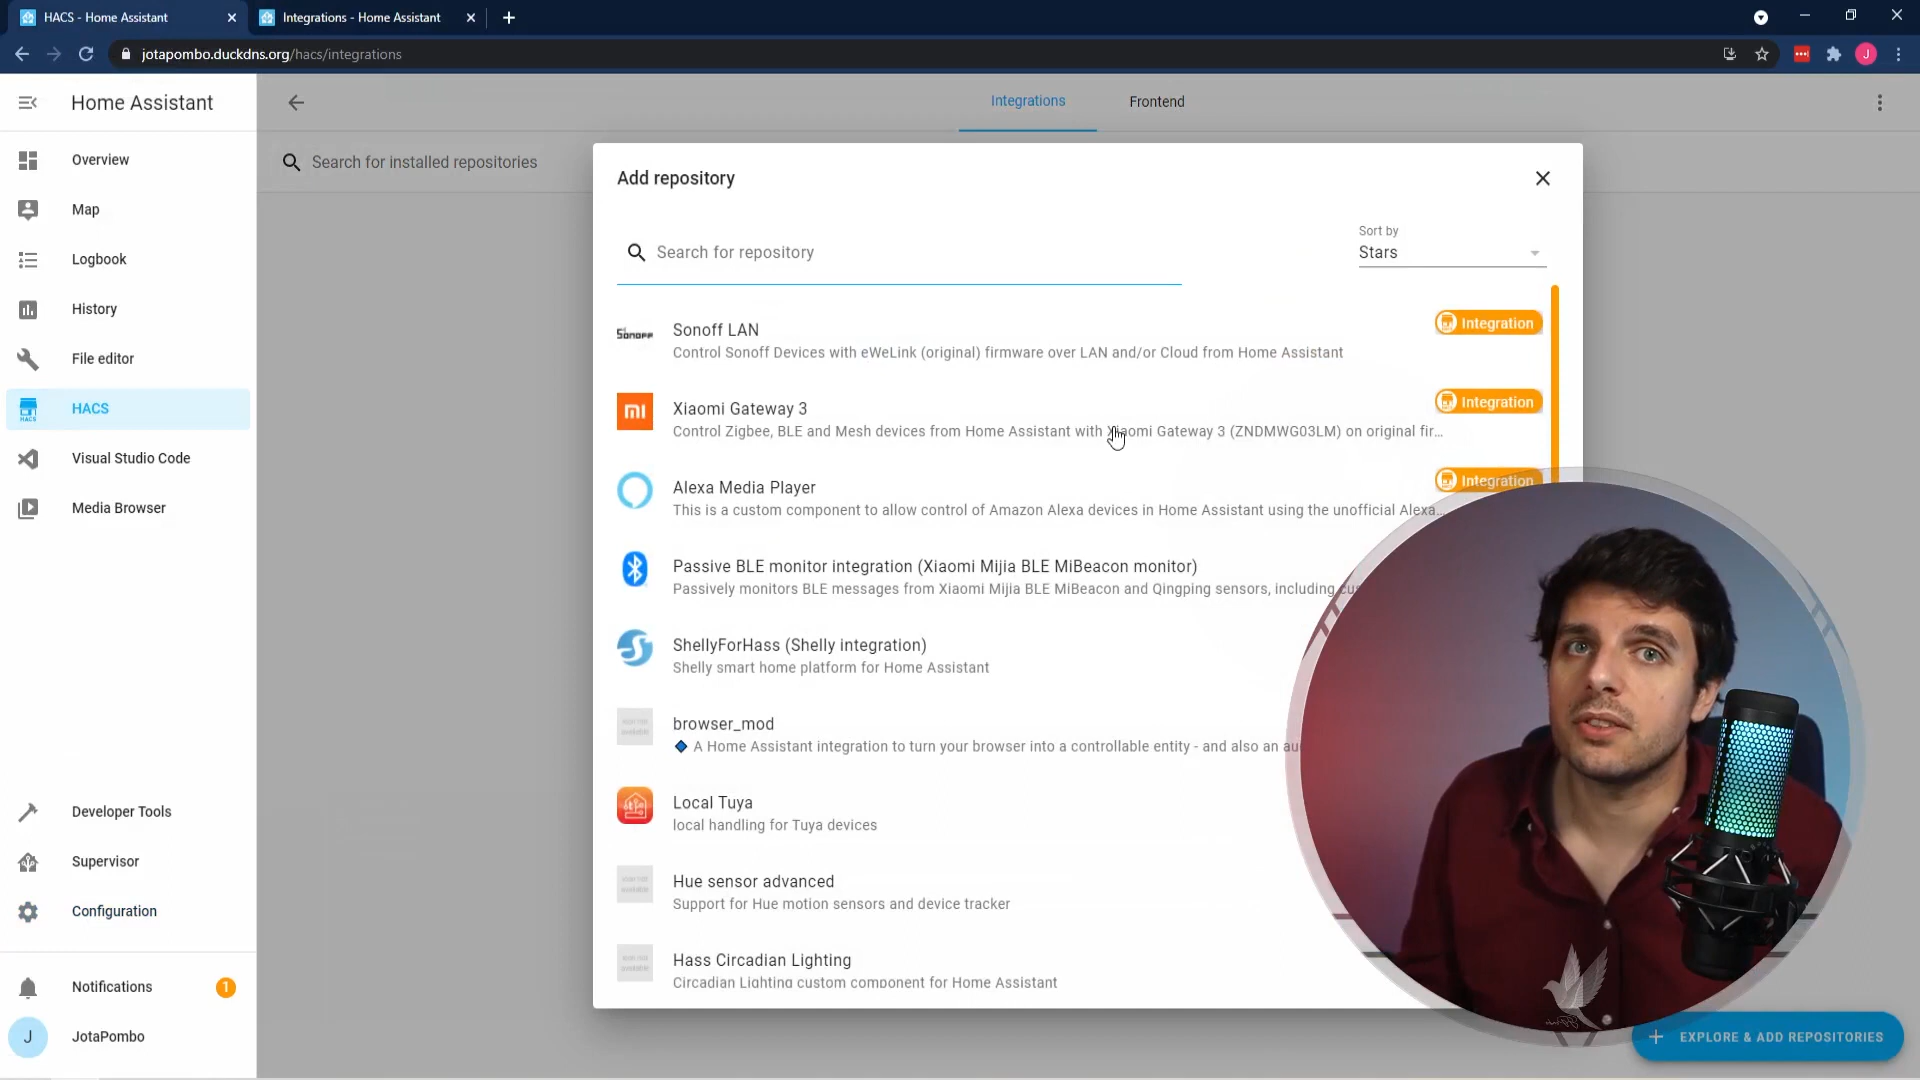 HACS - Home Assistant
Integrations - Home Assistant
jotapombo.duckdns.org/hacs/integrations
J
Home Assistant
Integrations
Frontend
Overview
Search for installed repositories
Map
Logbook
History
File editor
HACS
HACS
Visual Studio Code
Media Browser
Developer Tools
Supervisor
Configuration
Notifications
1
J
JotaPombo
Add repository
Search for repository
Sort by
Stars
SonoFF
Sonoff LAN
Control Sonoff Devices with eWeLink (original) firmware over LAN and/or Cloud from Home Assistant
Integration
mi
Xiaomi Gateway 3
Control Zigbee, BLE and Mesh devices from Home Assistant with Xiaomi Gateway 3 (ZNDMWG03LM) on original fir...
Integration
Alexa Media Player
This is a custom component to allow control of Amazon Alexa devices in Home Assistant using the unofficial Alexa...
Integration
Passive BLE monitor integration (Xiaomi Mijia BLE MiBeacon monitor)
Passively monitors BLE messages from Xiaomi Mijia BLE MiBeacon and Qingping sensors, including cu
ShellyForHass (Shelly integration)
Shelly smart home platform for Home Assistant
browser_mod
A Home Assistant integration to turn your browser into a controllable entity - and also an au
Local Tuya
local handling for Tuya devices
Hue sensor advanced
Support for Hue motion sensors and device tracker
Hass Circadian Lighting
Circadian Lighting custom component for Home Assistant
EXPLORE & ADD REPOSITORIES